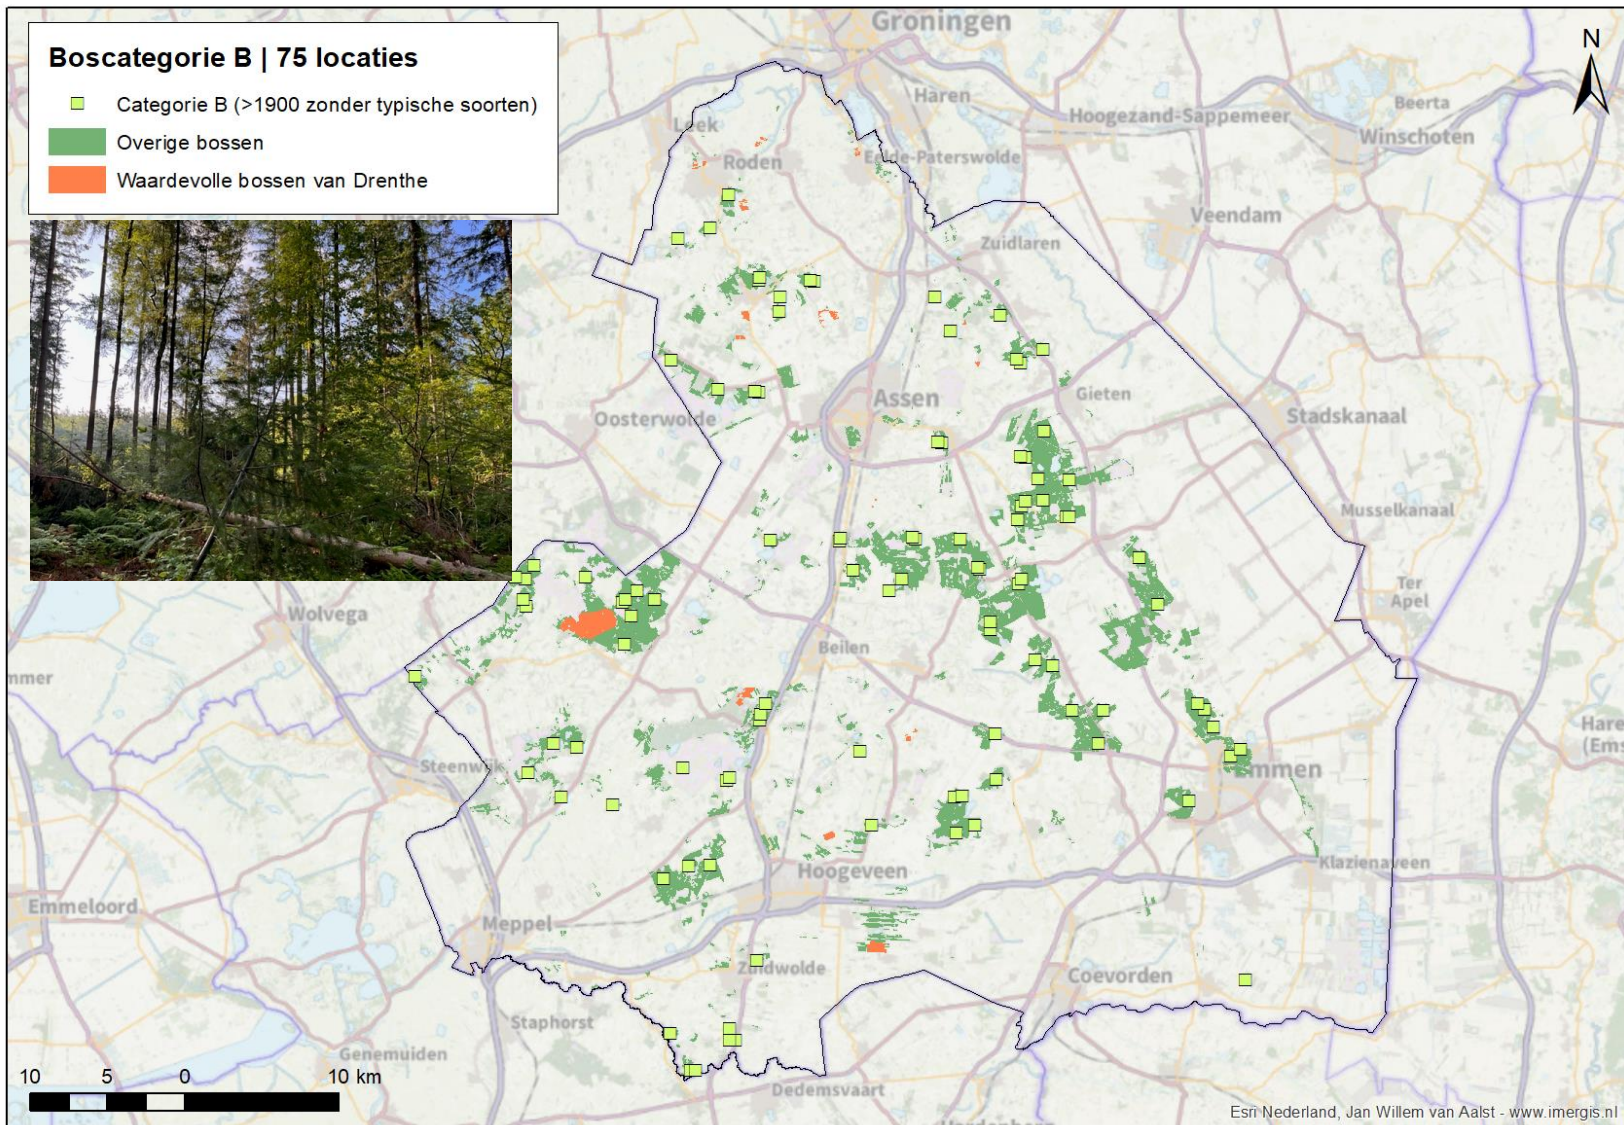 Boscategorie B | 75 locaties
Categorie B (>1900 zonder typische soorten)
Overige bossen
Waardevolle bossen van Drenthe
Groningen
N
Haren
Beerta
Hoogezand-Sappemeer
Leek
Winschoten
Roden
Eelde-Paterswolde
Veendam
Zuidlaren
Assen
Gieten
Stadskanaal
Oosterwolde
Musselkanaal
Ter
Apel
Wolvega
Beilen
mmer
Hare
(Ems
Steenwijk
Emmen
Klazienaveen
Hoogeveen
Emmeloord
Meppel
Zuidwolde
Coevorden
Staphorst
Genemuiden
10 5 0 10 km
Dedemsvaart
Esri Nederland, Jan Willem van Aalst - www.imergis.nl